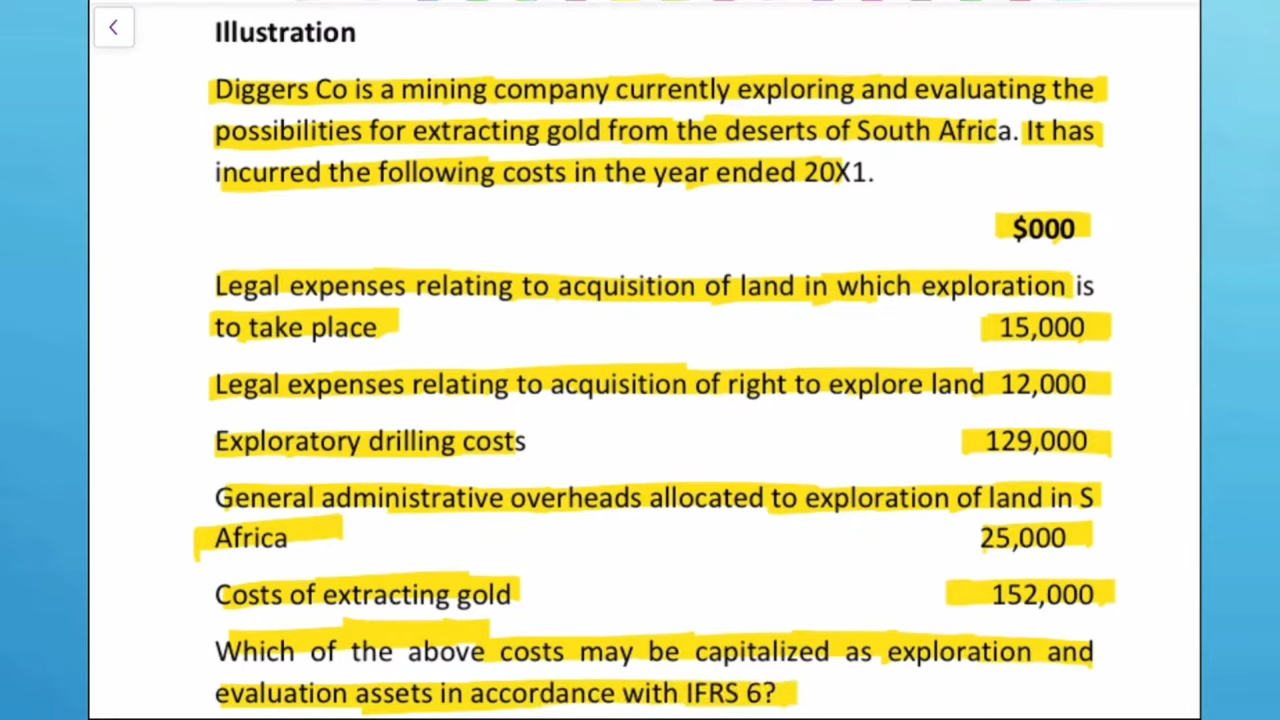 Illustration
Diggers Co is a mining company currently exploring and evaluating the
possibilities for extracting gold from the deserts of South Africa. It has
incurred the following costs in the year ended 20X1.
$000
Legal expenses relating to acquisition of land in which exploration is
to take place 15,000
Legal expenses relating to acquisition of right to explore land 12,000
Exploratory drilling costs 129,000
General administrative overheads allocated to exploration of land in S
Africa 25,000
Costs of extracting gold 152,000
Which of the above costs may be capitalized as exploration and
evaluation assets in accordance with IFRS 6?